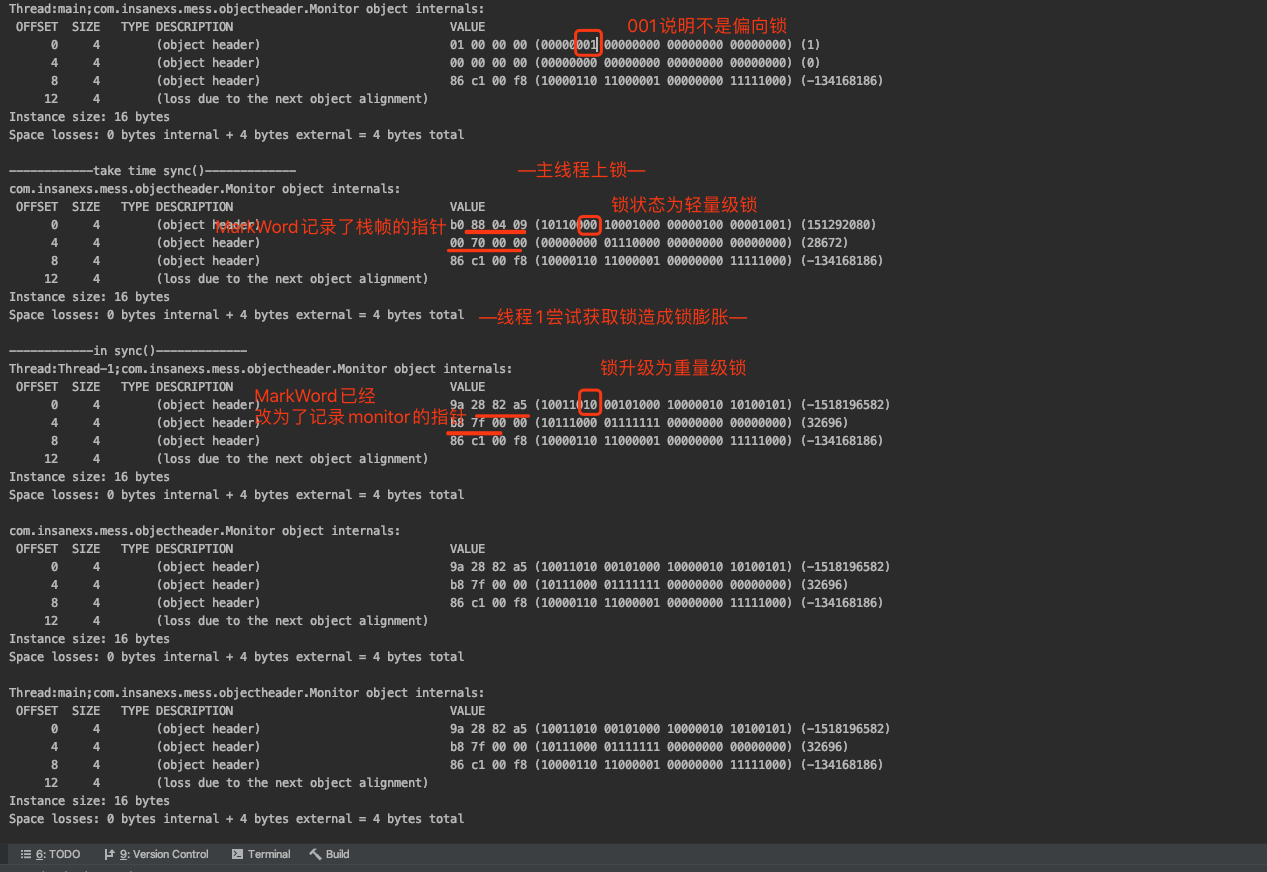 Thread:main;com.insanexs.mess.objectheader.Monitor object internals:
OFFSET SIZE TYPE DESCRIPTION VALUE
001说明不是偏向锁
0 4 (object header) 01 00 00 00 (00000001 00000000 00000000 00000000) (1)
4 4 (object header) 00 00 00 00 (00000000 00000000 00000000 00000000) (0)
8 4 (object header) 86 c1 00 f8 (10000110 11000001 00000000 11111000) (-134168186)
12 4 (loss due to the next object alignment)
Instance size: 16 bytes
Space losses: 0 bytes internal + 4 bytes external = 4 bytes total
————————————take time sync()—————————————
—主线程上锁—
com.insanexs.mess.objectheader.Monitor object internals:
OFFSET SIZE TYPE DESCRIPTION VALUE
锁状态为轻量级锁
0 4 (object header) b0 88 04 09 (10110000 10001000 00000100 00001001) (151292080)
MarkWord记录了栈帧的指针
4 4 (object header) 00 70 00 00 (00000000 01110000 00000000 00000000) (28672)
8 4 (object header) 86 c1 00 f8 (10000110 11000001 00000000 11111000) (-134168186)
12 4 (loss due to the next object alignment)
Instance size: 16 bytes
Space losses: 0 bytes internal + 4 bytes external = 4 bytes total
—线程1尝试获取锁造成锁膨胀—
————————————in sync()—————————————
Thread:Thread-1;com.insanexs.mess.objectheader.Monitor object internals:
锁升级为重量级锁
OFFSET SIZE TYPE DESCRIPTION VALUE
MarkWord已经
0 4 (object header) 9a 28 82 a5 (10011010 00101000 10000010 10100101) (-1518196582)
改为了记录monitor的指针
4 4 (object header) b8 7f 00 00 (10111000 01111111 00000000 00000000) (32696)
8 4 (object header) 86 c1 00 f8 (10000110 11000001 00000000 11111000) (-134168186)
12 4 (loss due to the next object alignment)
Instance size: 16 bytes
Space losses: 0 bytes internal + 4 bytes external = 4 bytes total
com.insanexs.mess.objectheader.Monitor object internals:
OFFSET SIZE TYPE DESCRIPTION VALUE
0 4 (object header) 9a 28 82 a5 (10011010 00101000 10000010 10100101) (-1518196582)
4 4 (object header) b8 7f 00 00 (10111000 01111111 00000000 00000000) (32696)
8 4 (object header) 86 c1 00 f8 (10000110 11000001 00000000 11111000) (-134168186)
12 4 (loss due to the next object alignment)
Instance size: 16 bytes
Space losses: 0 bytes internal + 4 bytes external = 4 bytes total
Thread:main;com.insanexs.mess.objectheader.Monitor object internals:
OFFSET SIZE TYPE DESCRIPTION VALUE
0 4 (object header) 9a 28 82 a5 (10011010 00101000 10000010 10100101) (-1518196582)
4 4 (object header) b8 7f 00 00 (10111000 01111111 00000000 00000000) (32696)
8 4 (object header) 86 c1 00 f8 (10000110 11000001 00000000 11111000) (-134168186)
12 4 (loss due to the next object alignment)
Instance size: 16 bytes
Space losses: 0 bytes internal + 4 bytes external = 4 bytes total
6: TODO 9: Version Control Terminal Build